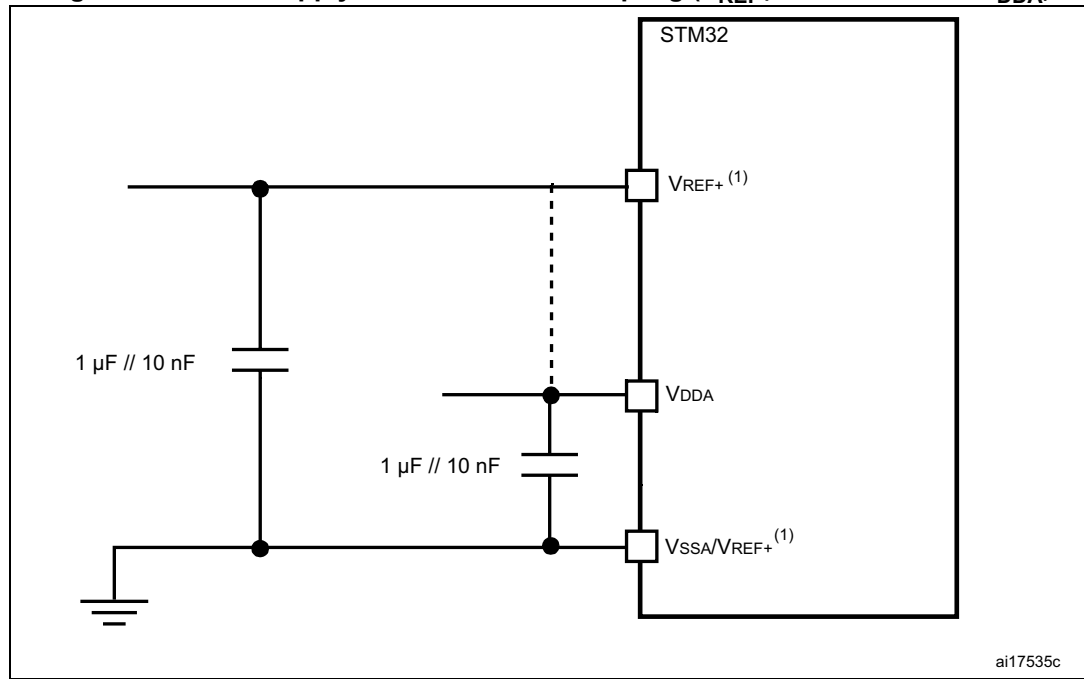 STM32
VREF+ (1)
1 µF // 10 nF
VDDA
1 µF // 10 nF
VSSA/VREF+ (1)
ai17535c